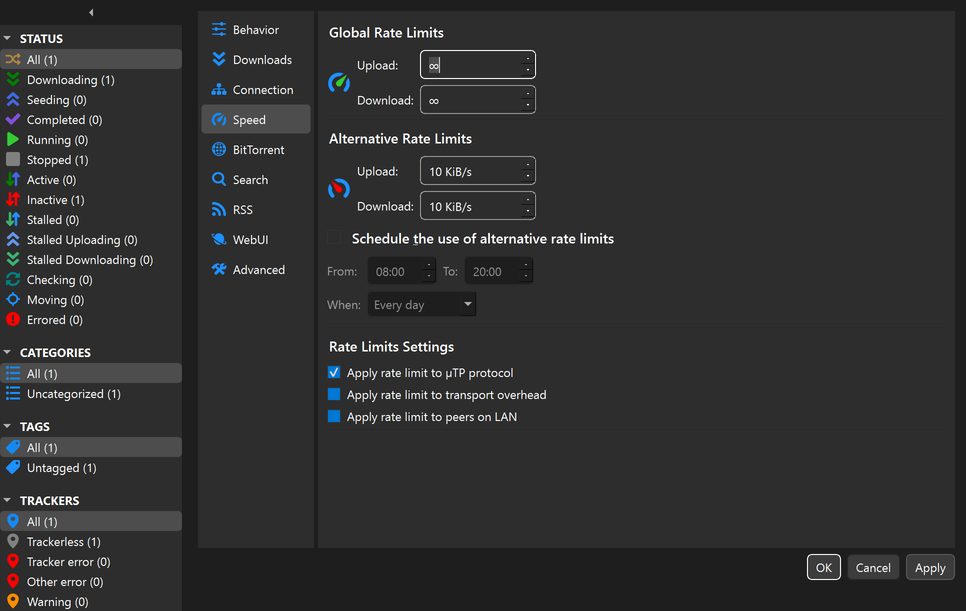 STATUS
All (1)
Downloading (1)
Seeding (0)
Completed (0)
Running (0)
Stopped (1)
Active (0)
Inactive (1)
Stalled (0)
Stalled Uploading (0)
Stalled Downloading (0)
Checking (0)
Moving (0)
Errored (0)
CATEGORIES
All (1)
Uncategorized (1)
TAGS
All (1)
Untagged (1)
TRACKERS
All (1)
Trackerless (1)
Tracker error (0)
Other error (0)
Warning (0)
Behavior
Downloads
Connection
Speed
BitTorrent
Search
RSS
WebUI
Advanced
Global Rate Limits
Upload: ∞
Download: ∞
Alternative Rate Limits
Upload: 10 KiB/s
Download: 10 KiB/s
Schedule the use of alternative rate limits
From: 08:00 To: 20:00
When: Every day
Rate Limits Settings
Apply rate limit to µTP protocol
Apply rate limit to transport overhead
Apply rate limit to peers on LAN
OK Cancel Apply